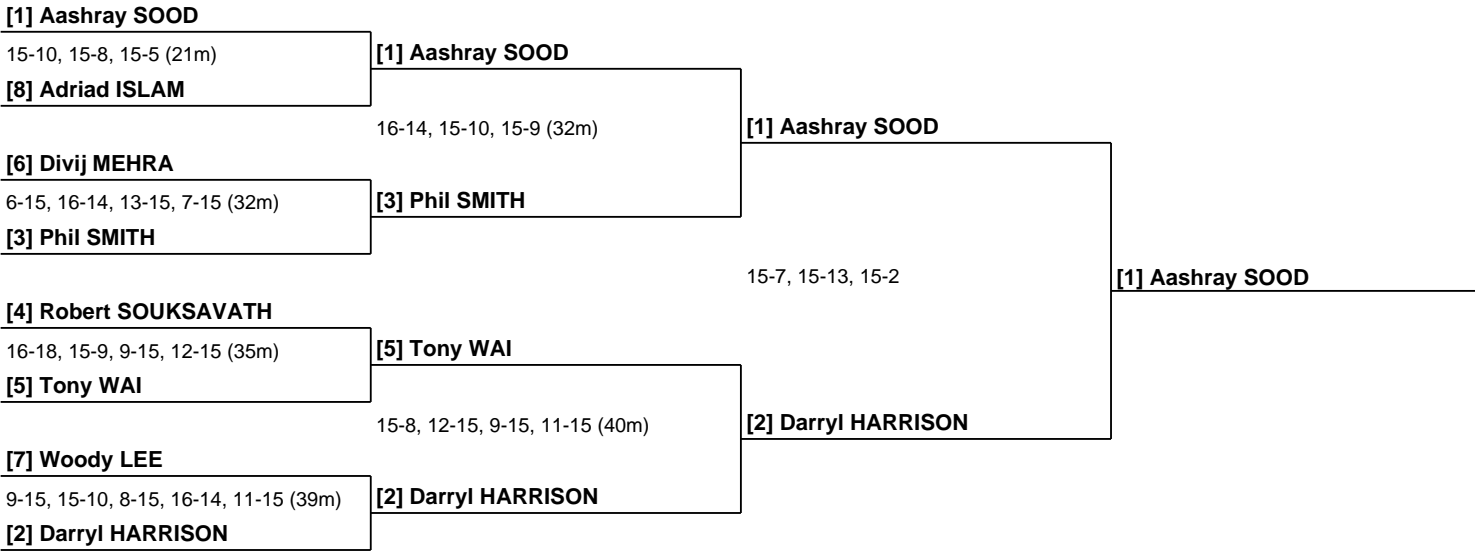 [1] Aashray SOOD
15-10, 15-8, 15-5 (21m)
[8] Adriad ISLAM
[6] Divij MEHRA
6-15, 16-14, 13-15, 7-15 (32m)
[3] Phil SMITH
[4] Robert SOUKSAVATH
16-18, 15-9, 9-15, 12-15 (35m)
[5] Tony WAI
[7] Woody LEE
9-15, 15-10, 8-15, 16-14, 11-15 (39m)
[2] Darryl HARRISON
[1] Aashray SOOD
16-14, 15-10, 15-9 (32m)
[3] Phil SMITH
[5] Tony WAI
15-8, 12-15, 9-15, 11-15 (40m)
[2] Darryl HARRISON
[1] Aashray SOOD
15-7, 15-13, 15-2
[2] Darryl HARRISON
[1] Aashray SOOD